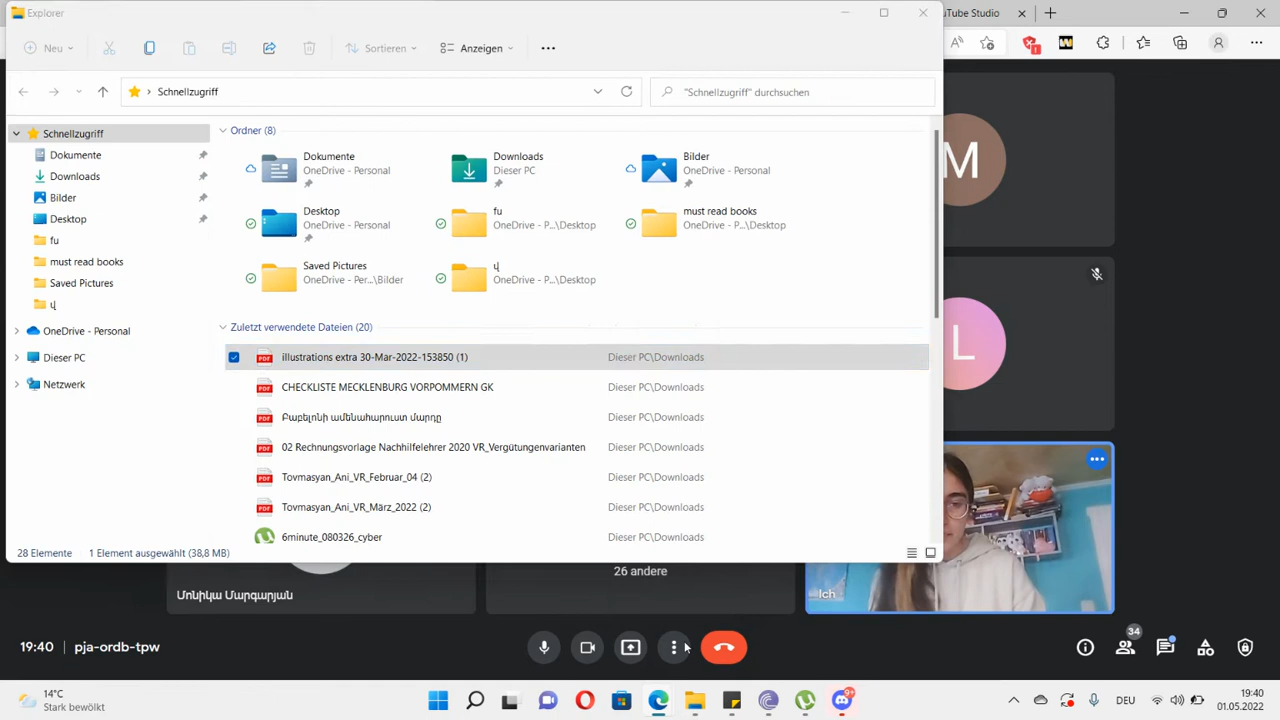 Explorer
uTube Studio
Neu
Sortieren
Anzeigen
Schnellzugriff
"Schnellzugriff" durchsuchen
Schnellzugriff
Dokumente
Downloads
Bilder
Desktop
fu
must read books
Saved Pictures
վ
OneDrive - Personal
Dieser PC
Netzwerk
Ordner (8)
Dokumente
OneDrive - Personal
Downloads
Dieser PC
Bilder
OneDrive - Personal
Desktop
OneDrive - Personal
fu
OneDrive - P...\Desktop
must read books
OneDrive - P...\Desktop
Saved Pictures
OneDrive - Per...\Bilder
վ
OneDrive - P...\Desktop
Zuletzt verwendete Dateien (20)
illustrations extra 30-Mar-2022-153850 (1) Dieser PC\Downloads
CHECKLISTE MECKLENBURG VORPOMMERN GK Dieser PC\Downloads
Բաբելոնի ամենահարուստ մարդը Dieser PC\Downloads
02 Rechnungsvorlage Nachhilfelehrer 2020 VR_Vergütungenvarianten Dieser PC\Downloads
Tovmasyan_Ani_VR_Februar_04 (2) Dieser PC\Downloads
Tovmasyan_Ani_VR_März_2022 (2) Dieser PC\Downloads
6minute_080326_cyber Dieser PC\Downloads
28 Elemente 1 Element ausgewählt (38,8 MB)
M
L
Մոնիկա Մարգարյան
26 andere
Ich
19:40 pja-ordb-tpw
34
14°C
Stark bewölkt
9+
DEU
19:40
01.05.2022